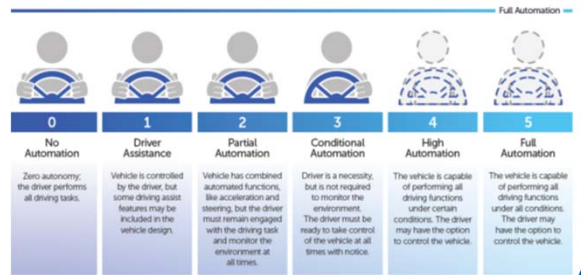 Full Automation
0
No
Automation
Zero autonomy;
the driver performs
all driving tasks.
1
Driver
Assistance
Vehicle is controlled
by the driver, but
some driving assist
features may be
included in the
vehicle design.
2
Partial
Automation
Vehicle has combined
automated functions,
like acceleration and
steering, but the driver
must remain engaged
with the driving task
and monitor the
environment at
all times.
3
Conditional
Automation
Driver is a necessity,
but is not required
to monitor the
environment.
The driver must be
ready to take control
of the vehicle at all
times with notice.
4
High
Automation
The vehicle is capable
of performing all
driving functions
under certain
conditions. The driver
may have the option
to control the vehicle.
5
Full
Automation
The vehicle is capable
of performing all
driving functions
under all conditions.
The driver may
have the option to
control the vehicle.